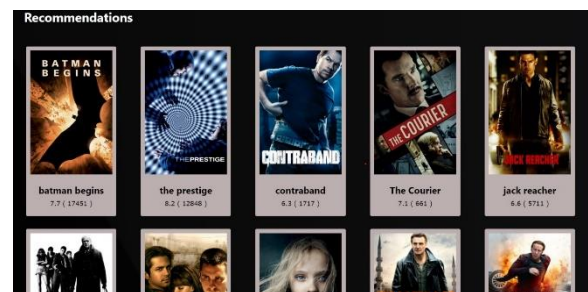 Recommendations
BATMAN
BEGINS
THE PRESTIGE
CONTRABAND
THE COURIER
JACK REACHER
batman begins
7.7 ( 17451 )
the prestige
8.2 ( 12848 )
contraband
6.3 ( 1717 )
The Courier
7.1 ( 661 )
jack reacher
6.6 ( 5711 )